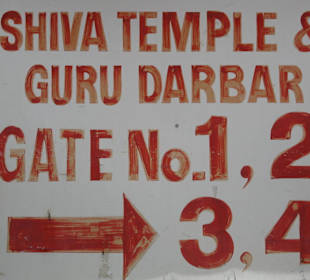 SHIVA TEMPLE &
GURU DARBAR
GATE No. 1, 2
3, 4